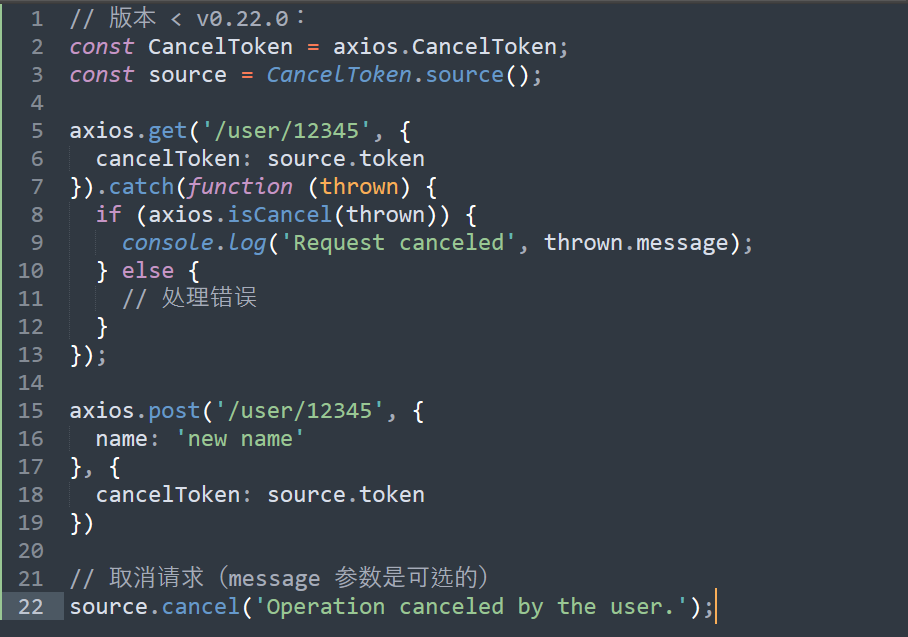 1 // 版本 < v0.22.0：
2 const CancelToken = axios.CancelToken;
3 const source = CancelToken.source();
4
5 axios.get('/user/12345', {
6   cancelToken: source.token
7 }).catch(function (thrown) {
8   if (axios.isCancel(thrown)) {
9     console.log('Request canceled', thrown.message);
10   } else {
11     // 处理错误
12   }
13 });
14
15 axios.post('/user/12345', {
16   name: 'new name'
17 }, {
18   cancelToken: source.token
19 })
20
21 // 取消请求（message 参数是可选的）
22 source.cancel('Operation canceled by the user.');